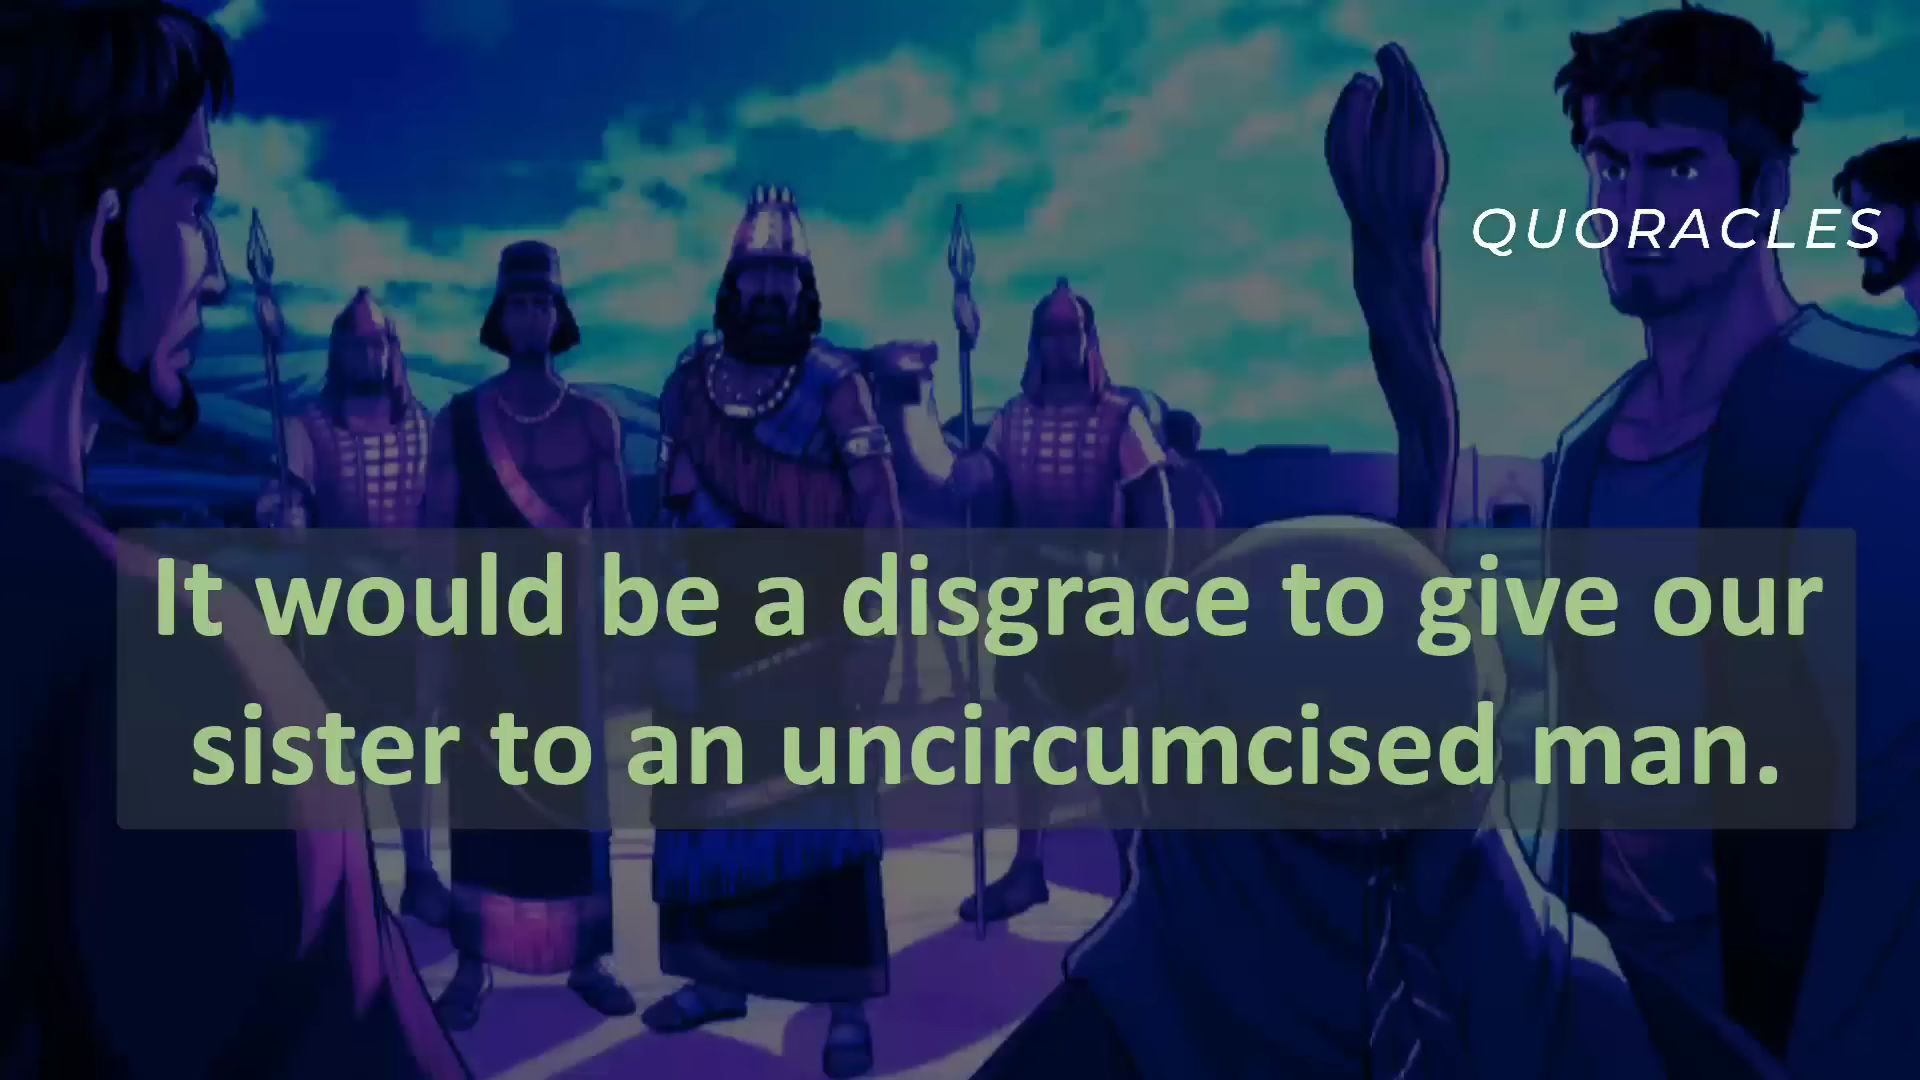 QUORACLES
It would be a disgrace to give our
sister to an uncircumcised man.